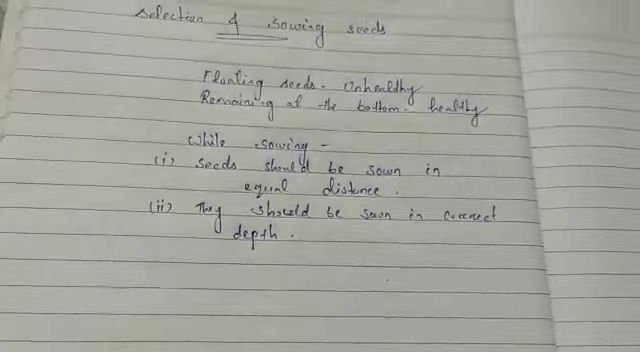 Selection & sowing seeds
Floating seeds - Unhealthy
Remaining at the bottom - healthy
While sowing -
(i) Seeds should be sown in
equal distance.
(ii) They should be sown in correct
depth.